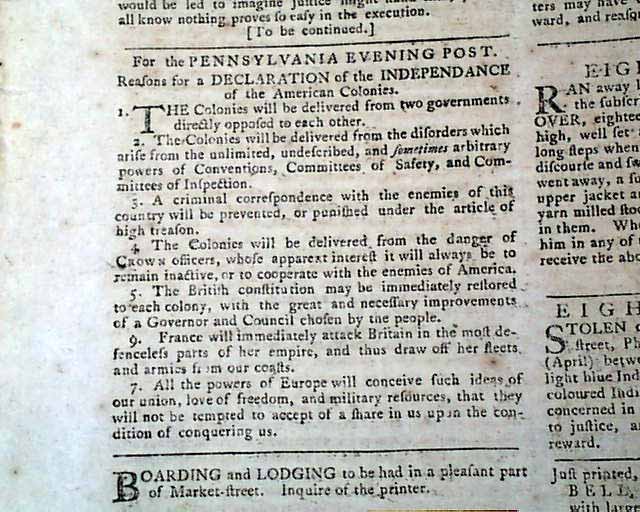 would be led to imagine justice might
all know nothing proves so easy in the execution.
[To be continued.]
For the PENNSYLVANIA EVENING POST.
Reasons for a DECLARATION of the INDEPENDANCE
of the American Colonies.
1. THE Colonies will be delivered from two governments
directly opposed to each other.
2. The Colonies will be delivered from the disorders which
arise from the unlimited, undescribed, and sometimes arbitrary
powers of Conventions, Committees of Safety, and Com-
mittees of Inspection.
3. A criminal correspondence with the enemies of this
country will be prevented, or punished under the article of
high treason.
4 The Colonies will be delivered from the danger of
Crown officers, whose apparent interest it will always be to
remain inactive, or to cooperate with the enemies of America.
5. The British constitution may be immediately restored
to each colony, with the great and necessary improvements
of a Governor and Council chosen by the people.
9. France will immediately attack Britain in the most de-
fenceless parts of her empire, and thus draw off her fleets
and armies from our coasts.
7. All the powers of Europe will conceive such ideas of
our union, love of freedom, and military resources, that they
will not be tempted to accept of a share in us upon the con-
dition of conquering us.
BOARDING and LODGING to be had in a pleasant part
of Market-street. Inquire of the printer.
ters may have
ward, and
EIGH
RAN away
the subscr
OVER, eightee
high, well set
long steps when
discourse and sw
went away, a su
upper jacket a
yarn milled stoc
in them. Wh
him in any of
receive the abo
EIGH
STOLEN
street, Ph
(April) betw
light blue Ind
coloured Indi
concerned in
to justice, a
reward.
Just printed,
BELL
with large